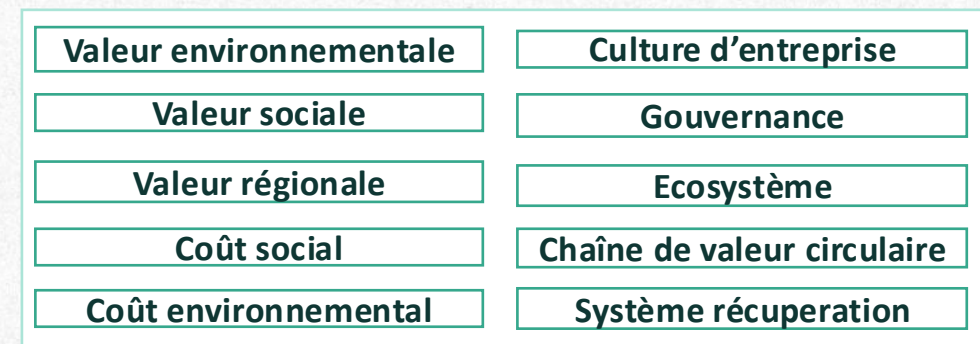 Valeur environnementale
Culture d’entreprise
Valeur sociale
Gouvernance
Valeur régionale
Ecosystème
Coût social
Chaîne de valeur circulaire
Coût environnemental
Système récuperation